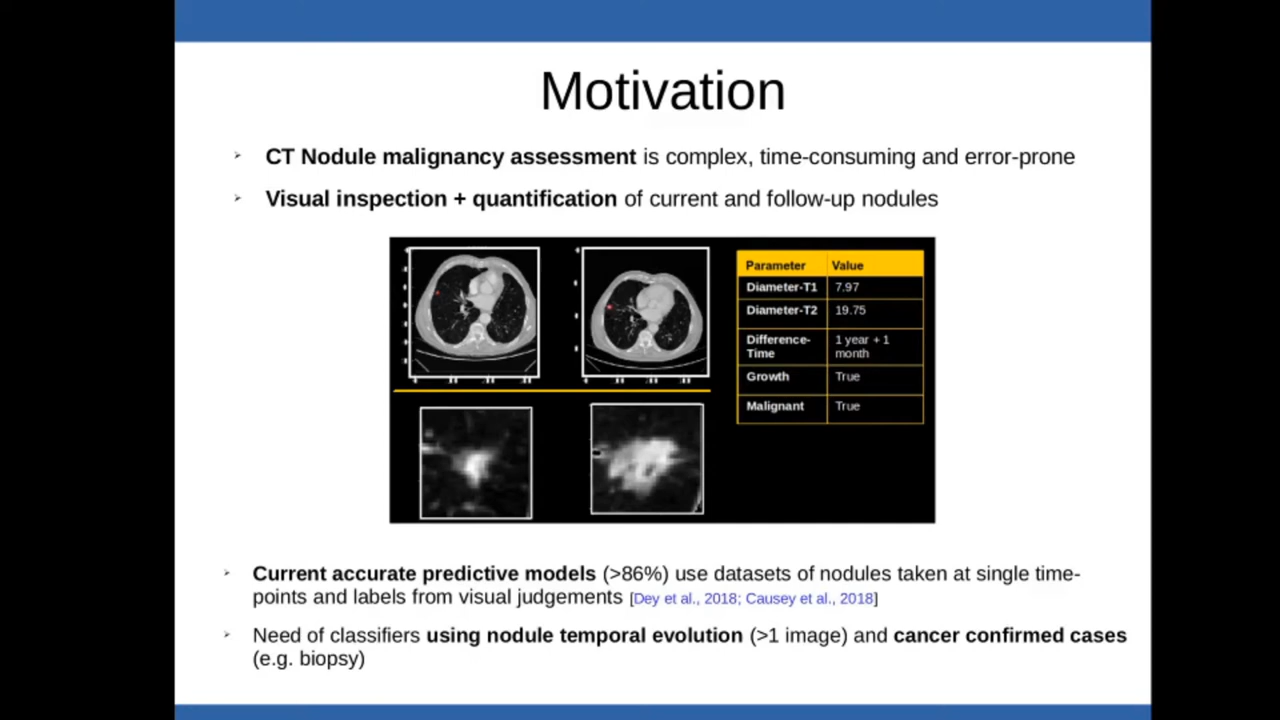 Motivation
CT Nodule malignancy assessment is complex, time-consuming and error-prone
Visual inspection + quantification of current and follow-up nodules
Parameter Value
Diameter-T1 7.97
Diameter-T2 19.75
Difference- 1 year + 1
Time month
Growth True
Malignant True
Current accurate predictive models (>86%) use datasets of nodules taken at single time-
points and labels from visual judgements [Dey et al., 2018; Causey et al., 2018]
Need of classifiers using nodule temporal evolution (>1 image) and cancer confirmed cases
(e.g. biopsy)